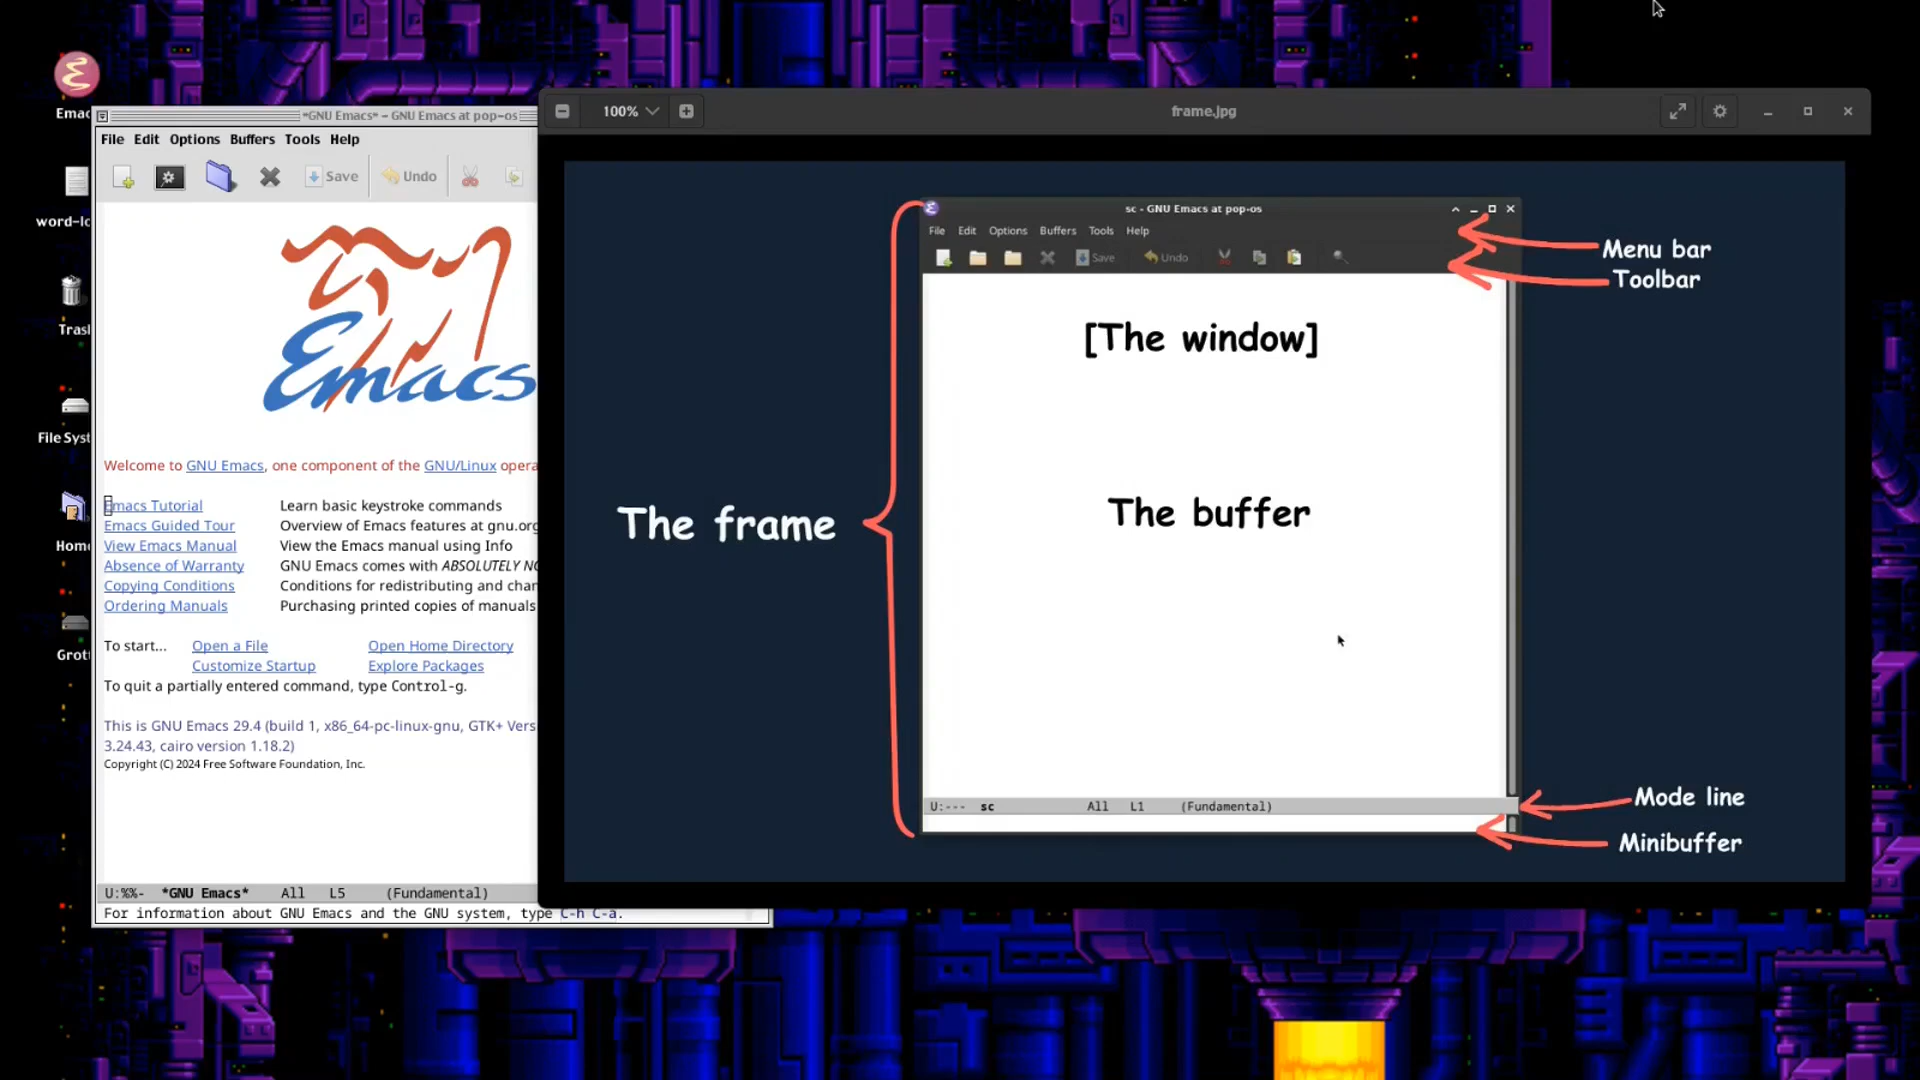 Emac
word-lo
Tras
File Syst
Home
Grot
*GNU Emacs* – GNU Emacs at pop-os
File Edit Options Buffers Tools Help
Save Undo
Emacs
Welcome to GNU Emacs, one component of the GNU/Linux opera
Emacs Tutorial Learn basic keystroke commands
Emacs Guided Tour Overview of Emacs features at gnu.org
View Emacs Manual View the Emacs manual using Info
Absence of Warranty GNU Emacs comes with ABSOLUTELY NO
Copying Conditions Conditions for redistributing and chan
Ordering Manuals Purchasing printed copies of manuals
To start... Open a File Open Home Directory
Customize Startup Explore Packages
To quit a partially entered command, type Control-g.
This is GNU Emacs 29.4 (build 1, x86_64-pc-linux-gnu, GTK+ Vers
3.24.43, cairo version 1.18.2)
Copyright (C) 2024 Free Software Foundation, Inc.
U:%%- *GNU Emacs* All L5 (Fundamental)
For information about GNU Emacs and the GNU system, type C-h C-a.
100%
frame.jpg
sc - GNU Emacs at pop-os
File Edit Options Buffers Tools Help
Save Undo
Menu bar
Toolbar
[The window]
The buffer
The frame
U:--- sc All L1 (Fundamental)
Mode line
Minibuffer